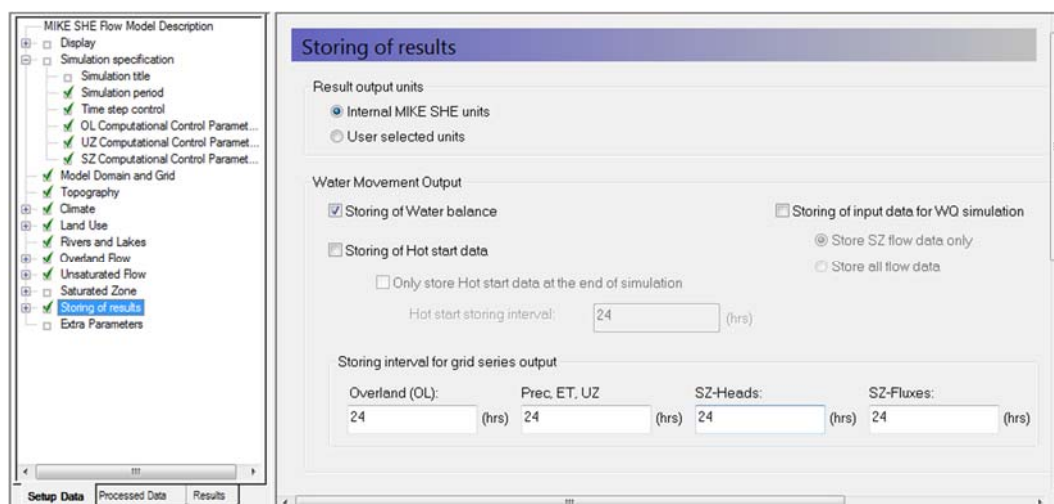 MIKE SHE Flow Model Description
Display
Simulation specification
Simulation title
Simulation period
Time step control
OL Computational Control Paramet...
UZ Computational Control Paramet...
SZ Computational Control Paramet...
Model Domain and Grid
Topography
Climate
Land Use
Rivers and Lakes
Overland Flow
Unsaturated Flow
Saturated Zone
Storing of results
Extra Parameters
Setup Data Processed Data Results
Storing of results
Result output units
Internal MIKE SHE units
User selected units
Water Movement Output
Storing of Water balance
Storing of Hot start data
Only store Hot start data at the end of simulation
Hot start storing interval: 24 (hrs)
Storing of input data for WQ simulation
Store SZ flow data only
Store all flow data
Storing interval for grid series output
Overland (OL): Prec, ET, UZ SZ-Heads: SZ-Fluxes:
24 (hrs) 24 (hrs) 24 (hrs) 24 (hrs)